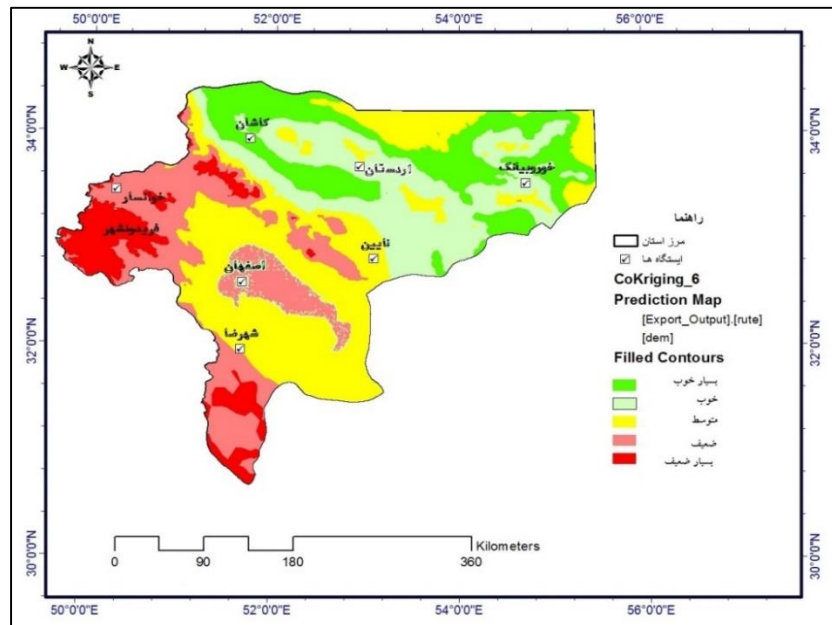 50°0'0"E 52°0'0"E 54°0'0"E 56°0'0"E
N
W E
S
34°0'0"N
32°0'0"N
30°0'0"N
34°0'0"N
32°0'0"N
30°0'0"N
کاشان
اردستان
خوروبیانک
خوانسار
فریدونشهر
نایین
اصفهان
شهرضا
راهنما
مرز استان
ایستگاه ها
CoKriging_6
Prediction Map
[Export_Output].[rute]
[dem]
Filled Contours
بسیار خوب
خوب
متوسط
ضعیف
بسیار ضعیف
Kilometers
0 90 180 360
50°0'0"E 52°0'0"E 54°0'0"E 56°0'0"E